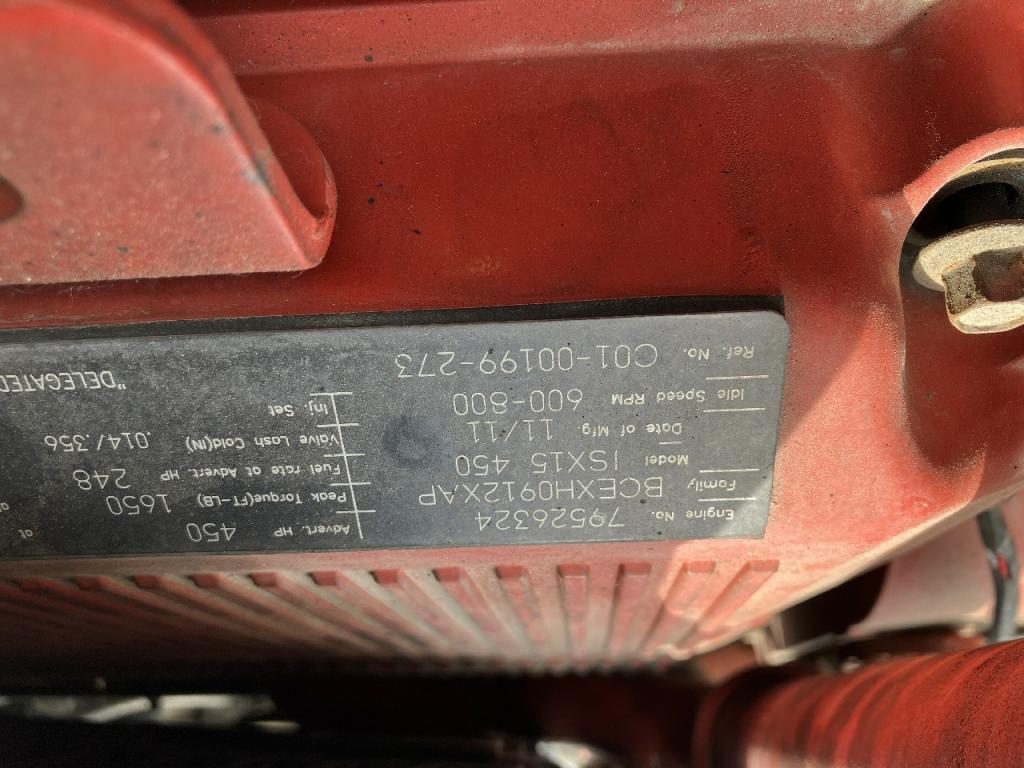 Engine No. 79526324
Family BCEXH0912XAP
Model ISX15 450
Date of Mfg. 11/11
Idle Speed RPM 600-800
Ref. No. C01-00199-273
Advert. HP 450 at
Peak Torque(FT-LB) 1650
Fuel rate at Advert. HP 248
Valve Lash Cold(IN) .014/.356
Inj. Set
"DELEGATED